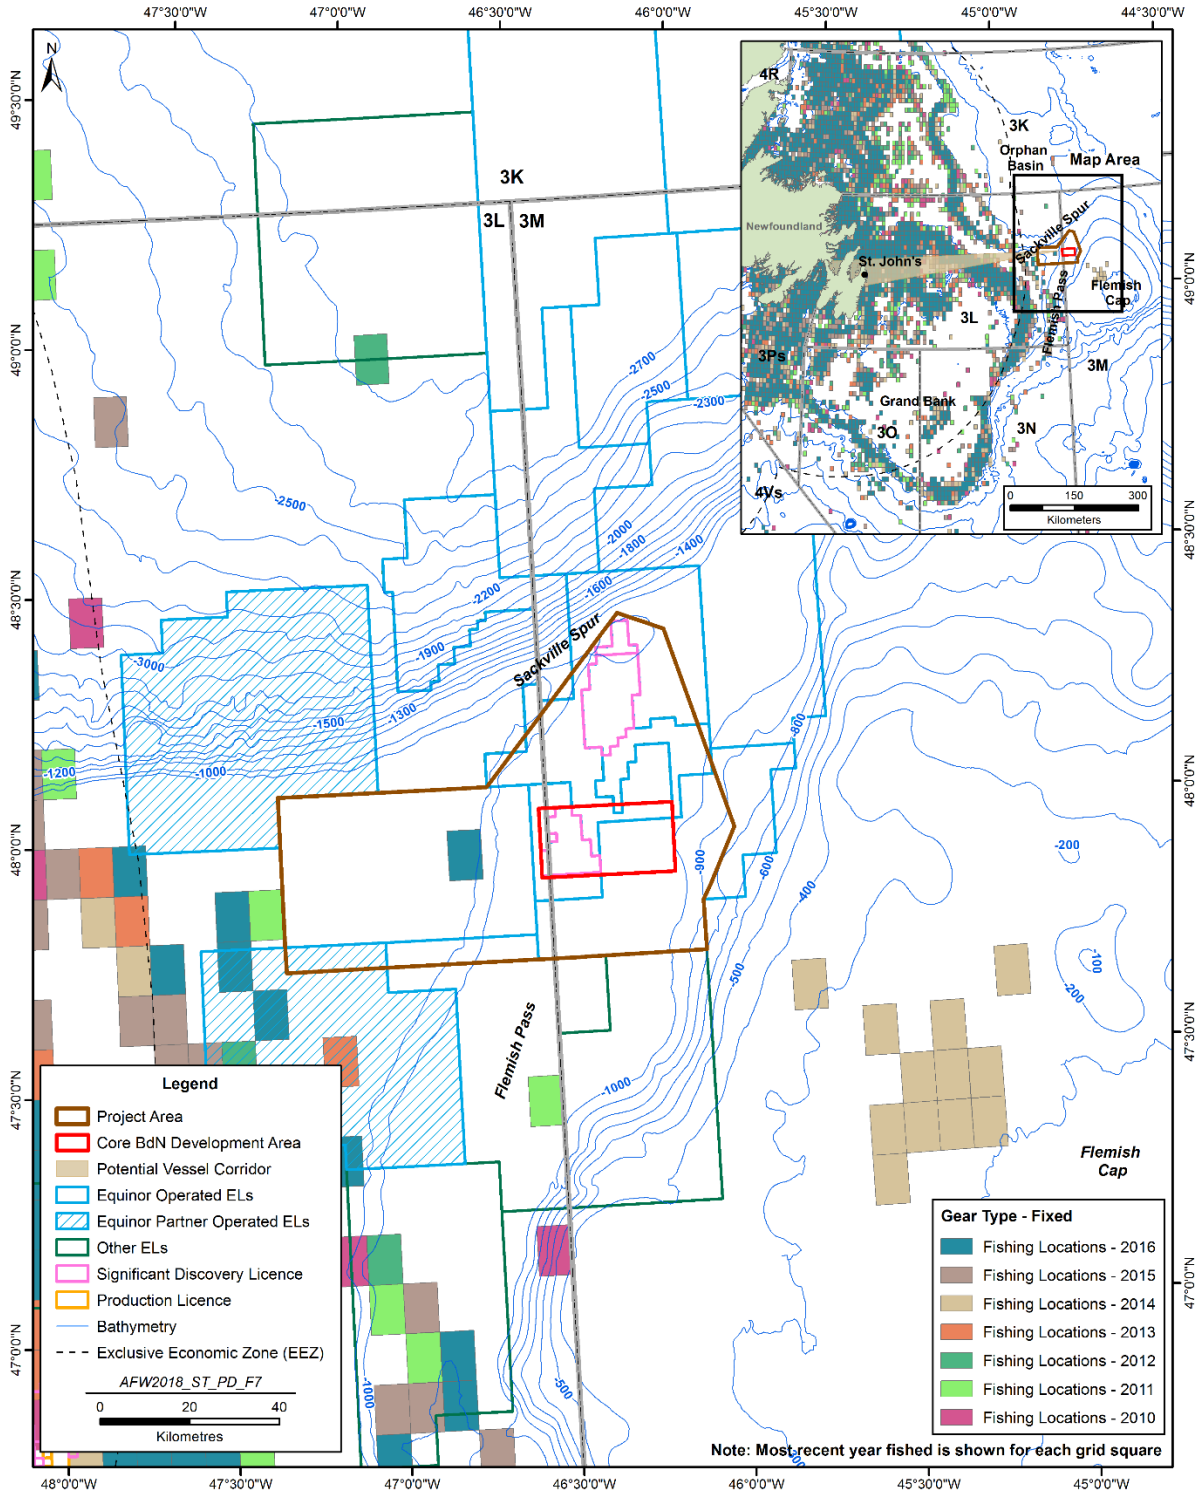 47°30'0"W
47°0'0"W
46°30'0"W
46°0'0"W
45°30'0"W
45°0'0"W
44°30'0"W
N
49°30'0"N
49°0'0"N
48°30'0"N
48°0'0"N
47°30'0"N
47°0'0"N
49°0'0"N
48°30'0"N
48°0'0"N
47°30'0"N
47°0'0"N
3K
3L
3M
4R
3K
Orphan
Basin
Map Area
Newfoundland
Sackville Spur
St. John's
Flemish Pass
Flemish
Cap
3L
3Ps
3M
Grand Bank
3O
3N
4Vs
0
150
300
Kilometers
-2700
-2500
-2300
-2500
-2000
-1800
-1400
-1600
-2200
-1900
-1300
-3000
-1500
-1000
-1200
Sackville Spur
-800
-900
-600
-400
-200
-100
-200
-500
-1000
Flemish Pass
Flemish
Cap
-1000
-500
Legend
Project Area
Core BdN Development Area
Potential Vessel Corridor
Equinor Operated ELs
Equinor Partner Operated ELs
Other ELs
Significant Discovery Licence
Production Licence
Bathymetry
Exclusive Economic Zone (EEZ)
AFW2018_ST_PD_F7
0
20
40
Kilometres
Gear Type - Fixed
Fishing Locations - 2016
Fishing Locations - 2015
Fishing Locations - 2014
Fishing Locations - 2013
Fishing Locations - 2012
Fishing Locations - 2011
Fishing Locations - 2010
Note: Most recent year fished is shown for each grid square
48°0'0"W
47°30'0"W
47°0'0"W
46°30'0"W
46°0'0"W
45°30'0"W
45°0'0"W